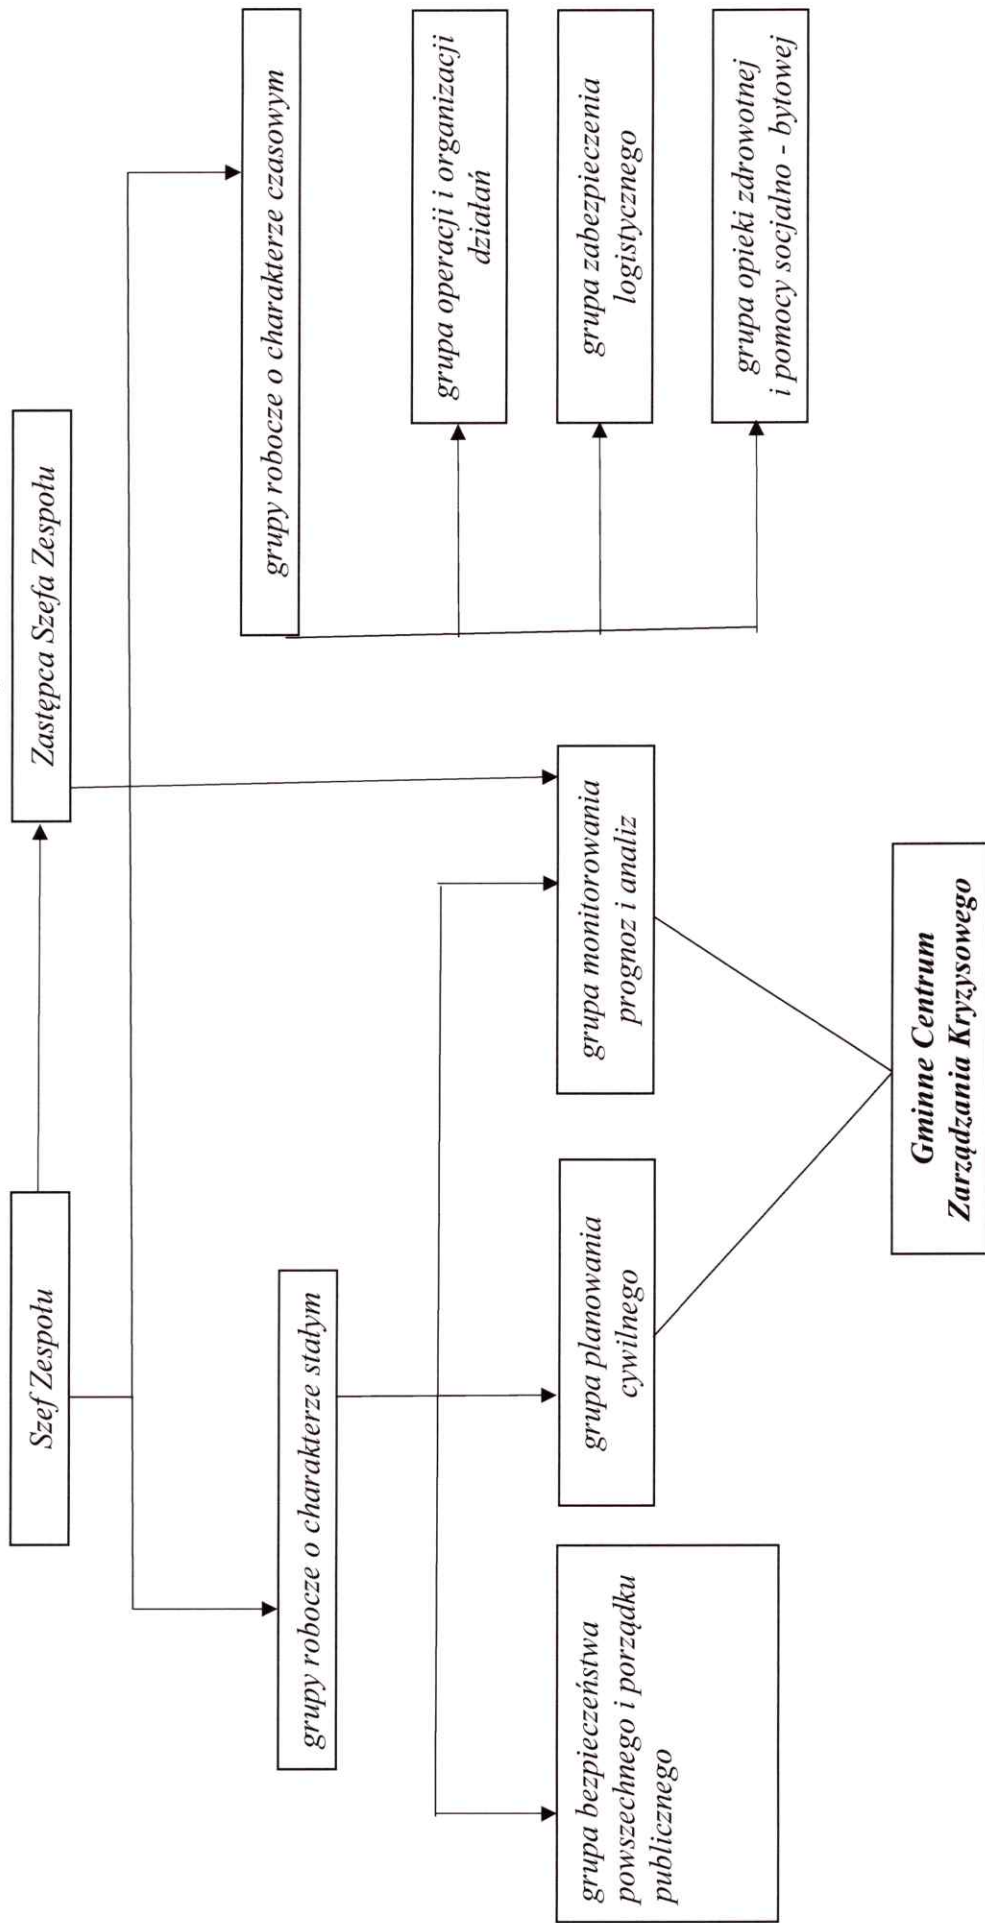 Szef Zespołu
Zastępca Szefa Zespołu
grupy robocze o charakterze stałym
grupy robocze o charakterze czasowym
grupa bezpieczeństwa
powszechnego i porządku
publicznego
grupa planowania
cywilnego
grupa monitorowania
prognoz i analiz
grupa operacji i organizacji
działań
grupa zabezpieczenia
logistycznego
grupa opieki zdrowotnej
i pomocy socjalno - bytowej
Gminne Centrum
Zarządzania Kryzysowego